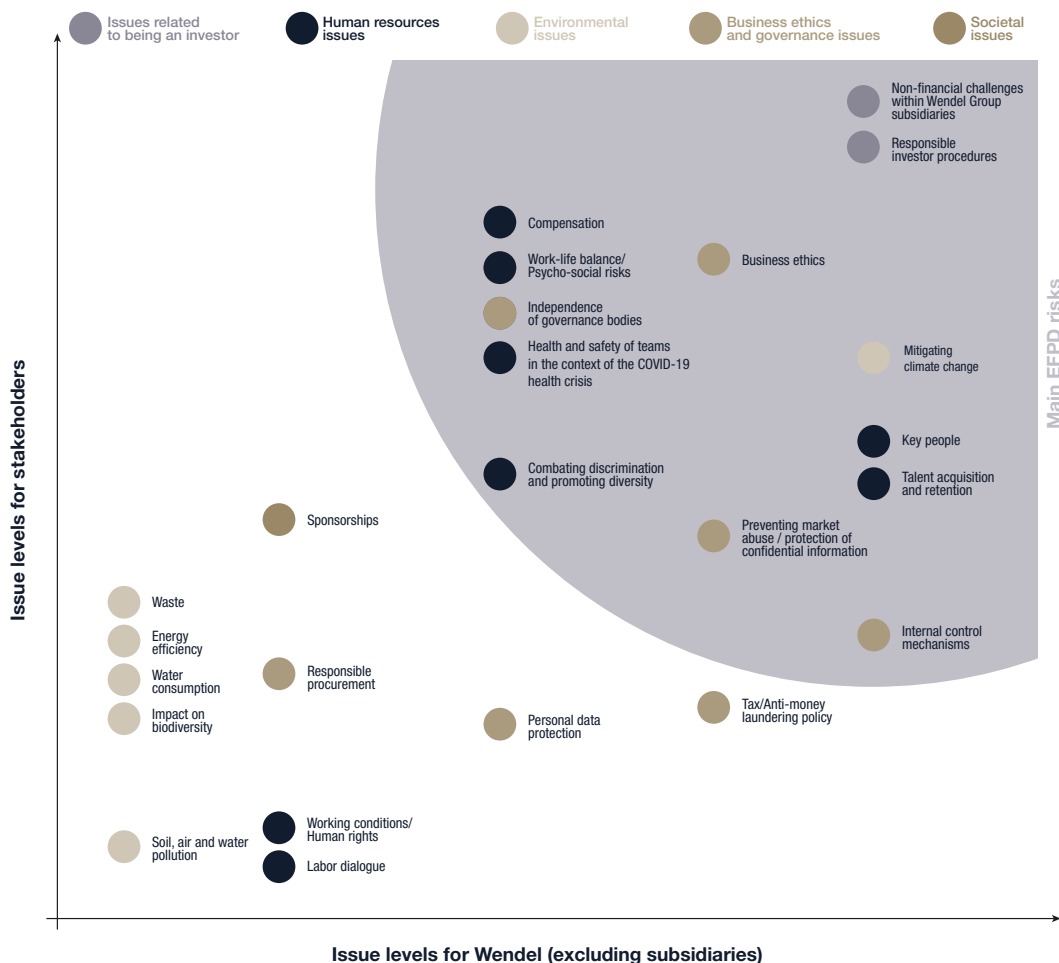 Issues related
to being an investor
Human resources
issues
Environmental
issues
Business ethics
and governance issues
Societal
issues
Non-financial challenges
within Wendel Group
subsidiaries
Responsible
investor procedures
Compensation
Work-life balance/
Psycho-social risks
Business ethics
Independence
of governance bodies
Health and safety of teams
in the context of the COVID-19
health crisis
Mitigating
climate change
Key people
Combating discrimination
and promoting diversity
Talent acquisition
and retention
Sponsorships
Preventing market
abuse / protection of
confidential information
Waste
Energy
efficiency
Internal control
mechanisms
Water
consumption
Responsible
procurement
Impact on
biodiversity
Personal data
protection
Tax/Anti-money
laundering policy
Soil, air and water
pollution
Working conditions/
Human rights
Labor dialogue
Issue levels for stakeholders
Main EFPD risks
Issue levels for Wendel (excluding subsidiaries)